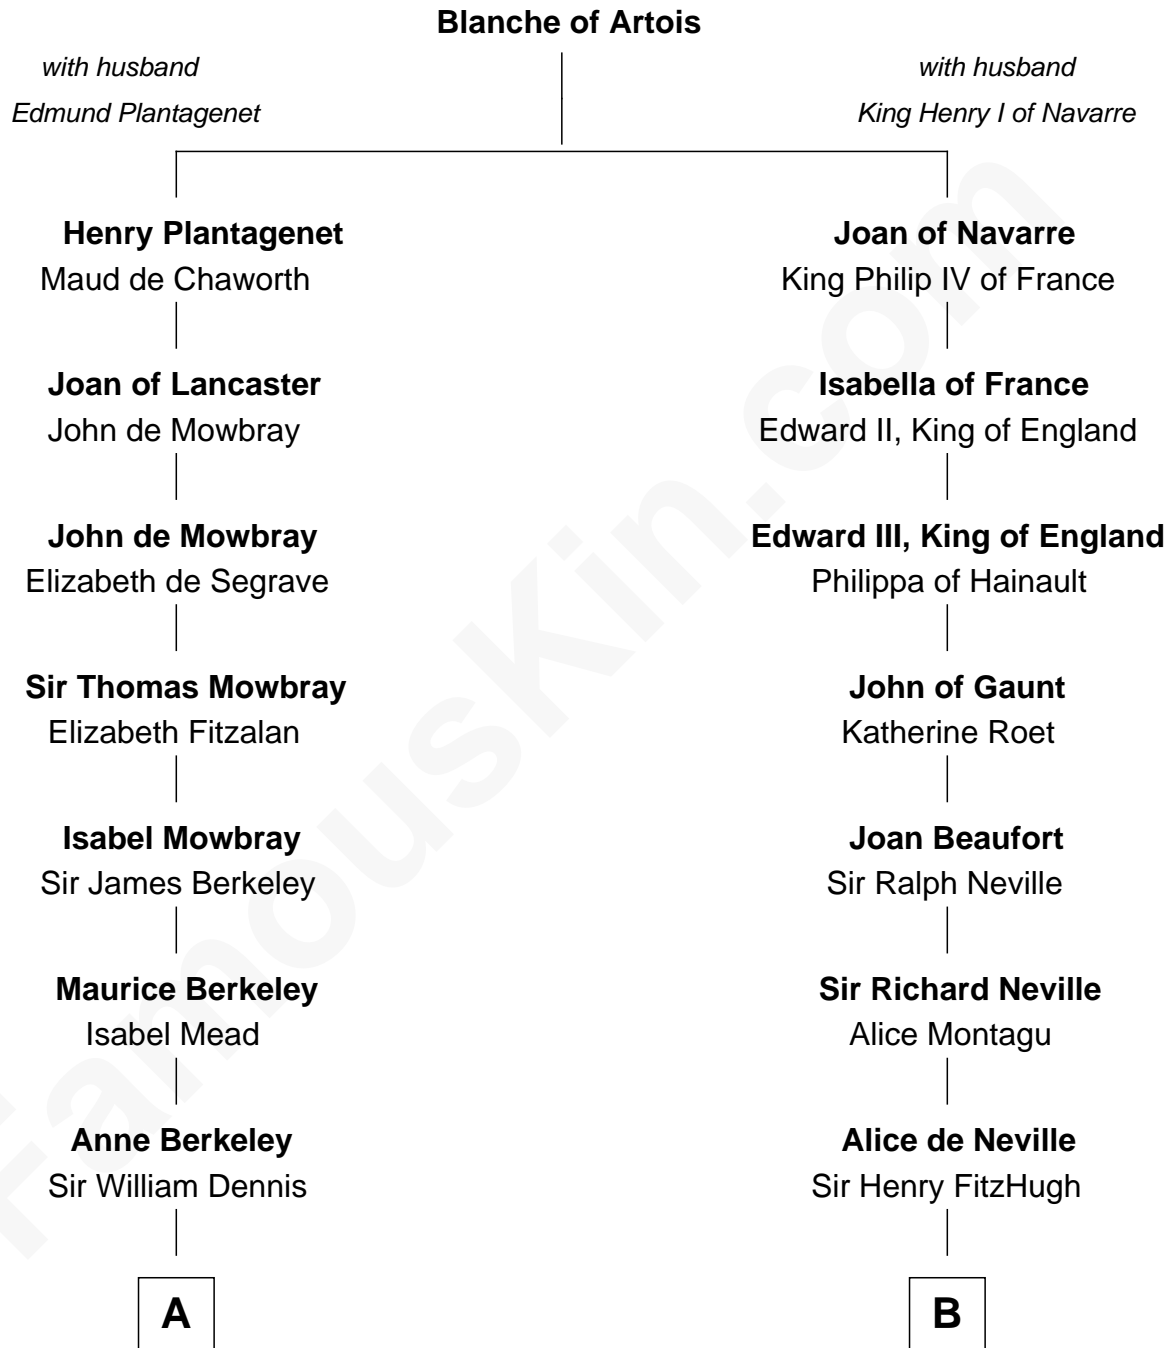 Blanche of Artois
with husband
Edmund Plantagenet
with husband
King Henry I of Navarre
Henry Plantagenet
Maud de Chaworth
Joan of Navarre
King Philip IV of France
Joan of Lancaster
John de Mowbray
Isabella of France
Edward II, King of England
John de Mowbray
Elizabeth de Segrave
Edward III, King of England
Philippa of Hainault
Sir Thomas Mowbray
Elizabeth Fitzalan
John of Gaunt
Katherine Roet
Isabel Mowbray
Sir James Berkeley
Joan Beaufort
Sir Ralph Neville
Maurice Berkeley
Isabel Mead
Sir Richard Neville
Alice Montagu
Anne Berkeley
Sir William Dennis
Alice de Neville
Sir Henry FitzHugh
A
B
FamousKin.com